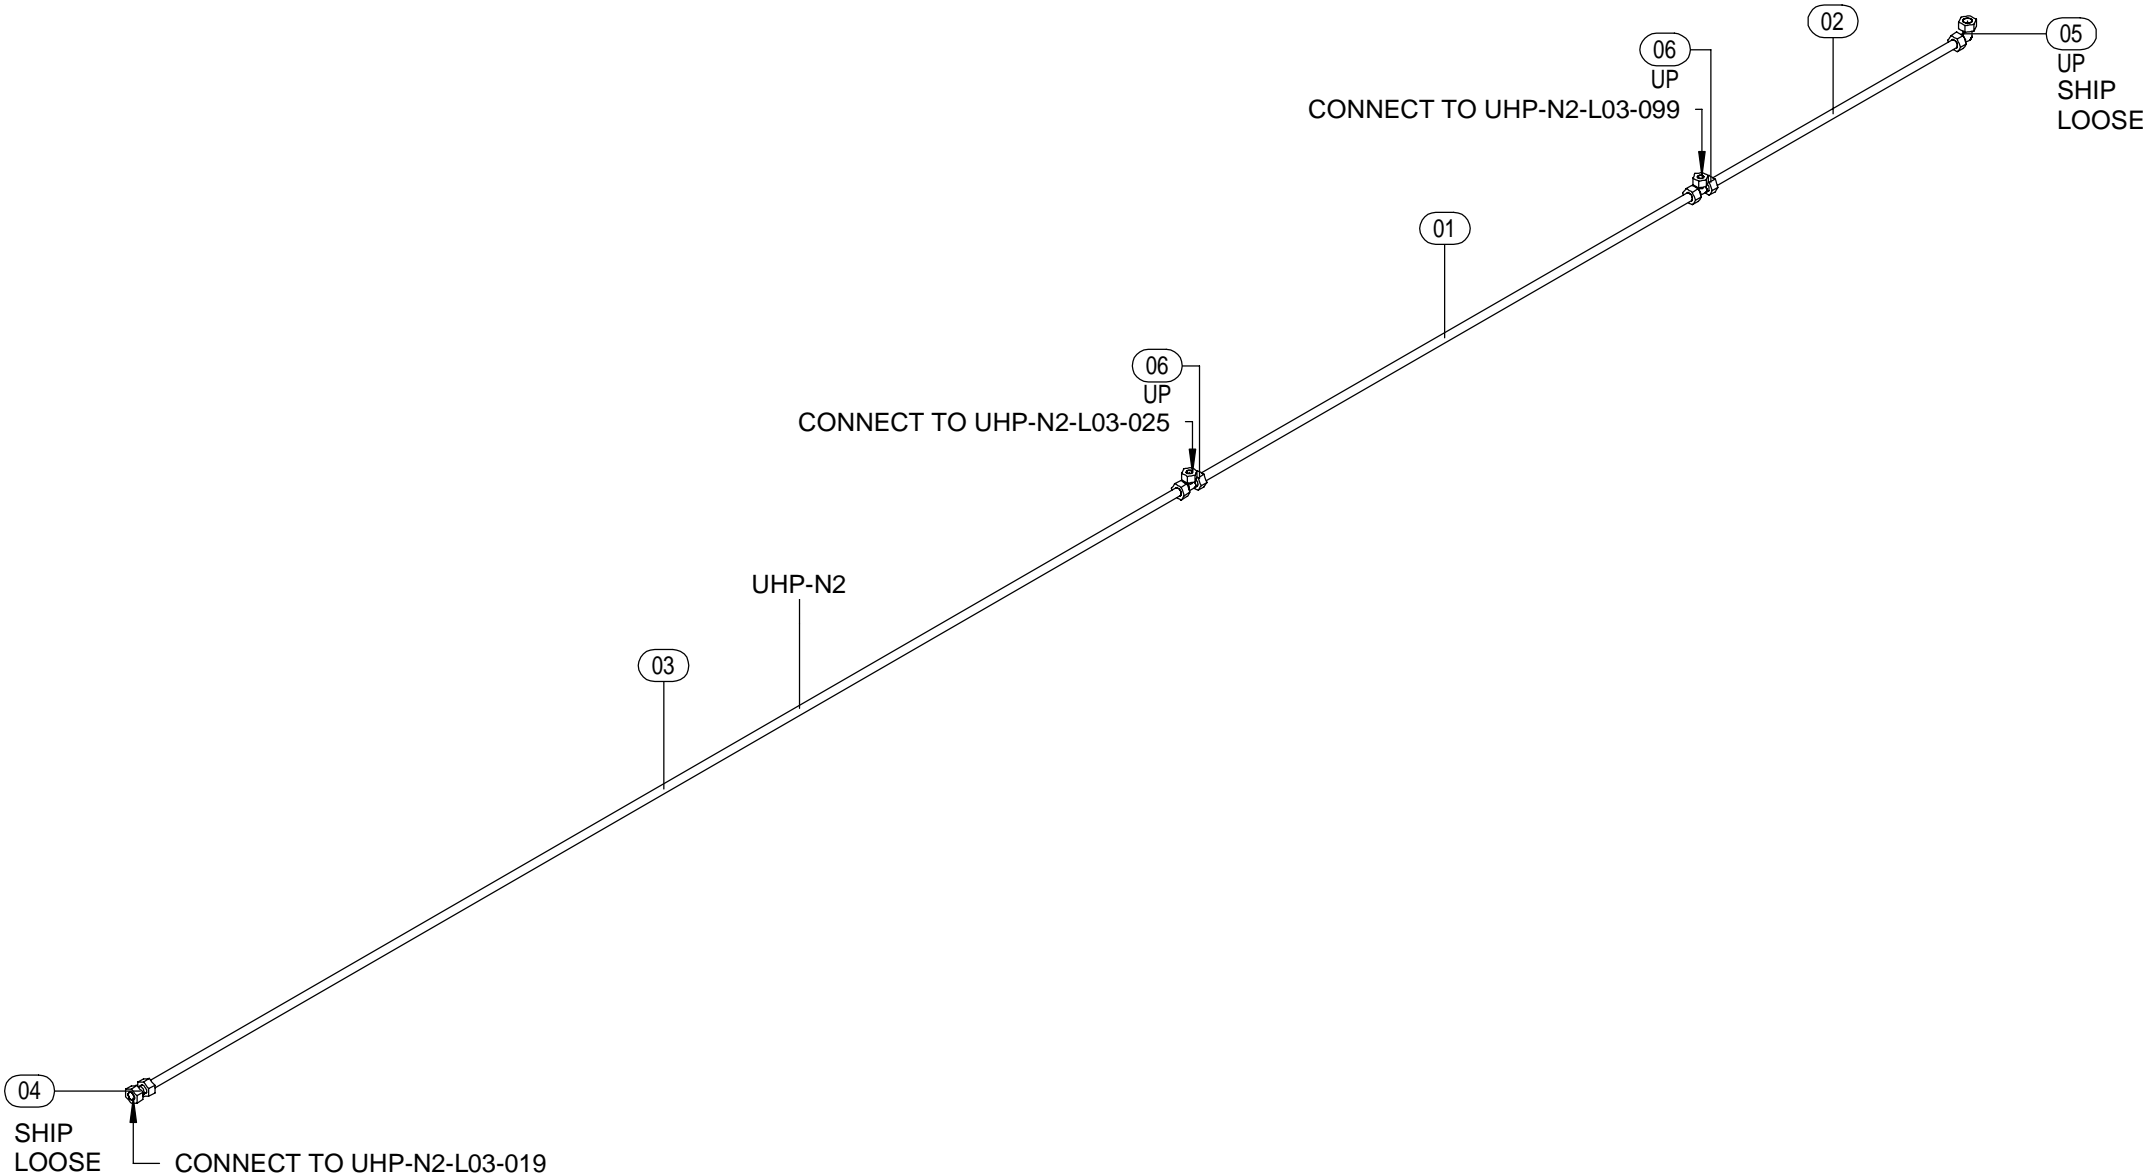 02
05
UP
SHIP
LOOSE
06
UP
CONNECT TO UHP-N2-L03-099
01
06
UP
CONNECT TO UHP-N2-L03-025
UHP-N2
03
04
SHIP
LOOSE
CONNECT TO UHP-N2-L03-019